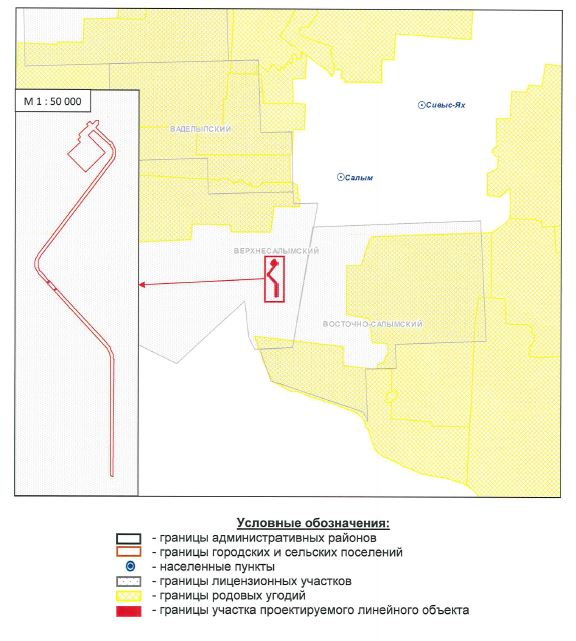 М 1 : 50 000
Сивыс-Ях
ВАДЕЛЫПСКИЙ
Салым
ВЕРХНЕСАЛЫМСКИЙ
ВОСТОЧНО-САЛЫМСКИЙ
Условные обозначения:
- границы административных районов
- границы городских и сельских поселений
- населенные пункты
- границы лицензионных участков
- границы родовых угодий
- границы участка проектируемого линейного объекта